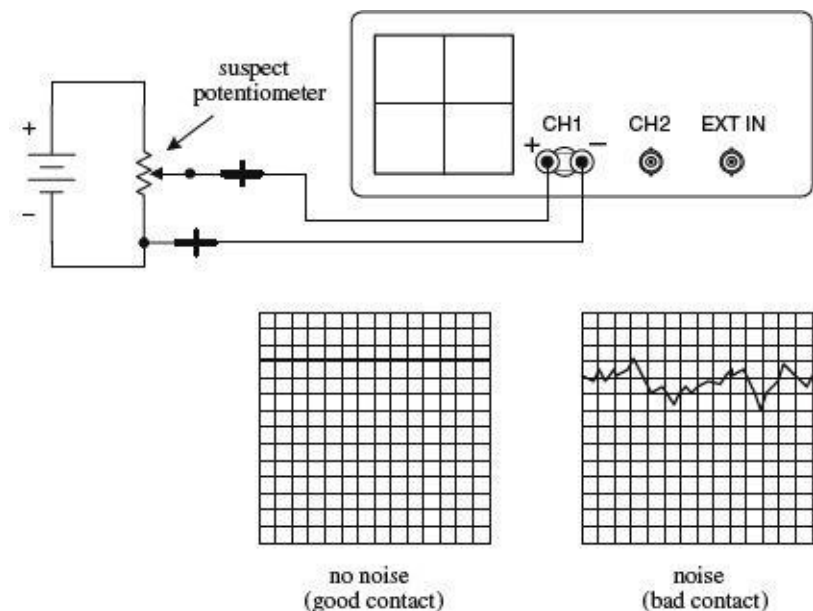 suspect
potentiometer
+
−
CH1
CH2
EXT IN
+
−
no noise
(good contact)
noise
(bad contact)